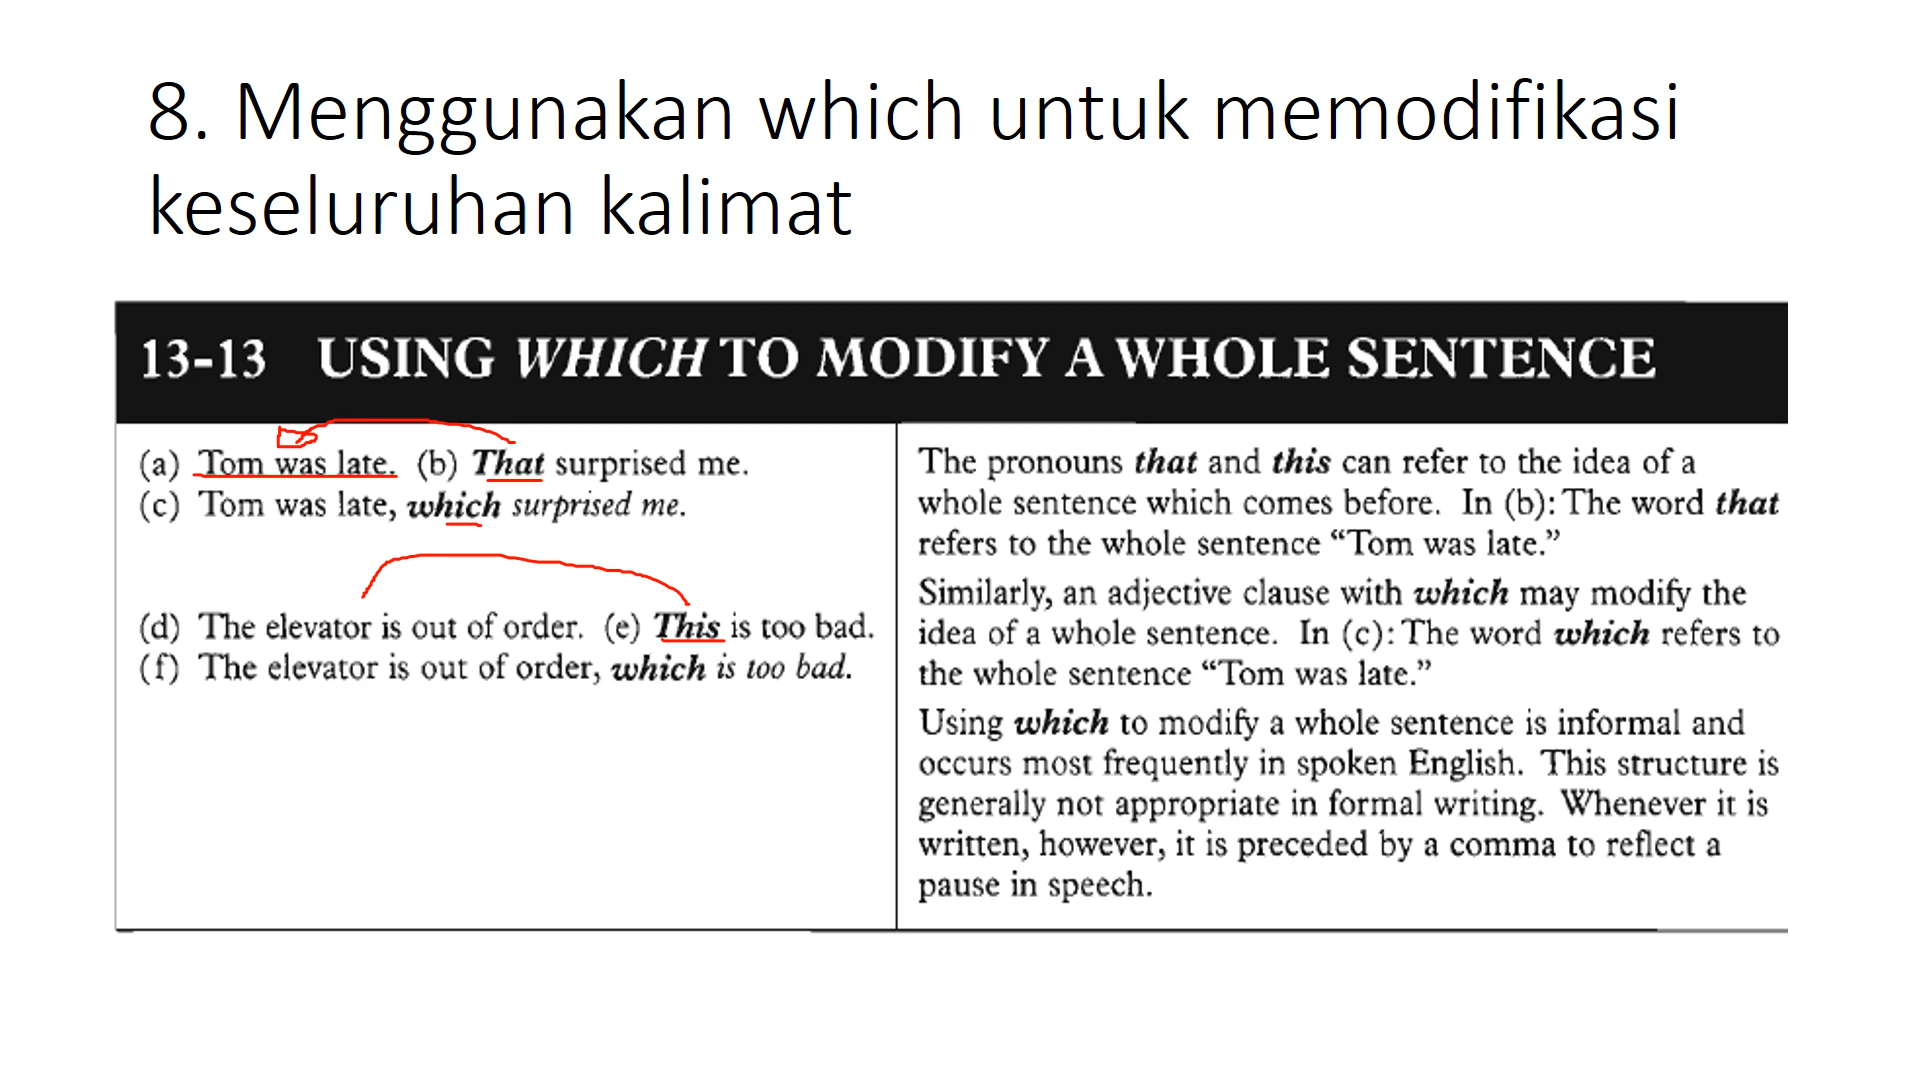 8. Menggunakan which untuk memodifikasi
keseluruhan kalimat
13-13 USING WHICH TO MODIFY A WHOLE SENTENCE
(a) Tom was late. (b) That surprised me.
(c) Tom was late, which surprised me.
(d) The elevator is out of order. (e) This is too bad.
(f) The elevator is out of order, which is too bad.
The pronouns that and this can refer to the idea of a
whole sentence which comes before. In (b): The word that
refers to the whole sentence “Tom was late.”
Similarly, an adjective clause with which may modify the
idea of a whole sentence. In (c): The word which refers to
the whole sentence “Tom was late.”
Using which to modify a whole sentence is informal and
occurs most frequently in spoken English. This structure is
generally not appropriate in formal writing. Whenever it is
written, however, it is preceded by a comma to reflect a
pause in speech.